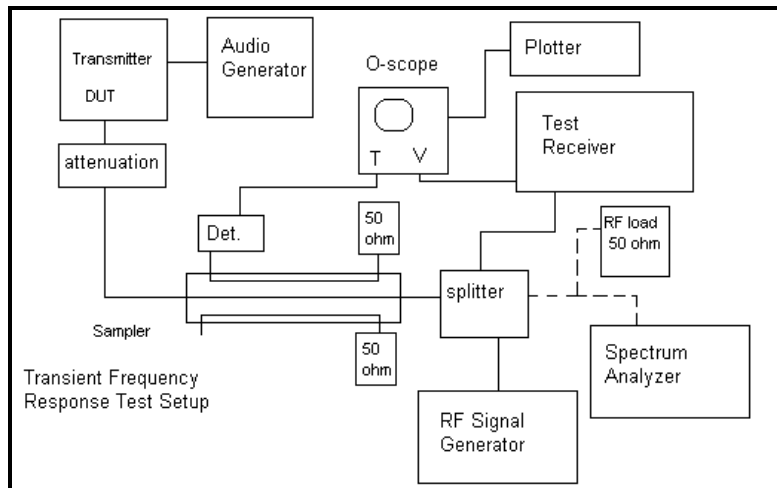 Transmitter
DUT
Audio
Generator
O-scope
Plotter
T V
Test
Receiver
attenuation
Det.
50
ohm
RF load
50 ohm
splitter
Sampler
50
ohm
Spectrum
Analyzer
Transient Frequency
Response Test Setup
RF Signal
Generator